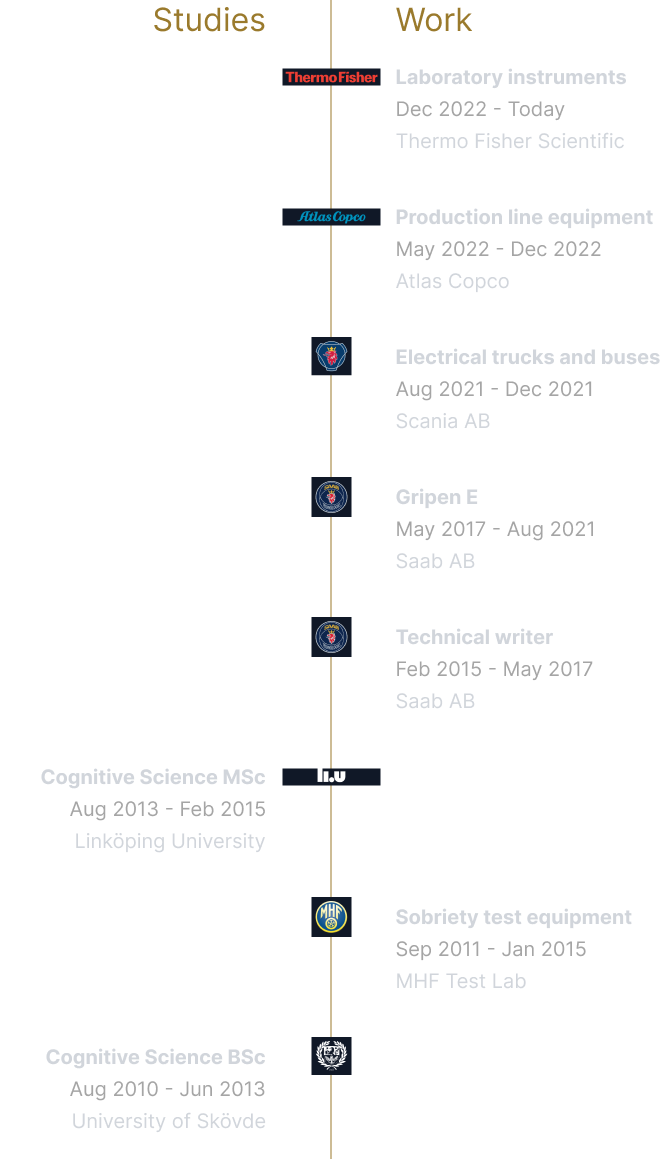 Studies
Work
ThermoFisher
Laboratory instruments
Dec 2022 - Today
Thermo Fisher Scientific
Atlas Copco
Production line equipment
May 2022 - Dec 2022
Atlas Copco
Electrical trucks and buses
Aug 2021 - Dec 2021
Scania AB
Gripen E
May 2017 - Aug 2021
Saab AB
Technical writer
Feb 2015 - May 2017
Saab AB
Cognitive Science MSc
li.u
Aug 2013 - Feb 2015
Linköping University
MHF
Sobriety test equipment
Sep 2011 - Jan 2015
MHF Test Lab
Cognitive Science BSc
Aug 2010 - Jun 2013
University of Skövde